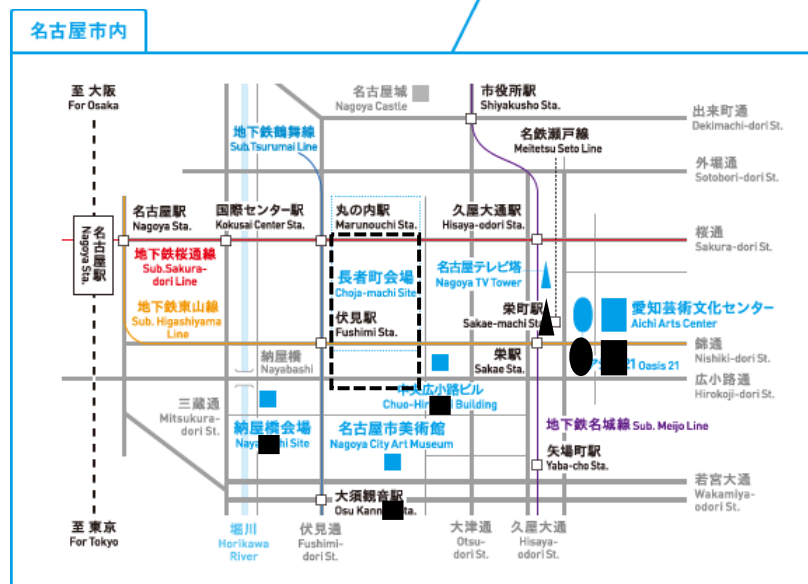 名古屋市内
至 大阪
For Osaka
名古屋城
Nagoya Castle
市役所駅
Shiyakusho Sta.
出来町通
Dekimachi-dori St.
地下鉄鶴舞線
Sub.Tsurumai Line
名鉄瀬戸線
Meitetsu Seto Line
外堀通
Sotobori-dori St.
名古屋駅
Nagoya Sta.
名古屋駅
Nagoya Sta.
国際センター駅
Kokusai Center Sta.
丸の内駅
Marunouchi Sta.
久屋大通駅
Hisaya-odori Sta.
桜通
Sakura-dori St.
地下鉄桜通線
Sub.Sakura-
dori Line
長者町会場
Choja-machi Site
名古屋テレビ塔
Nagoya TV Tower
地下鉄東山線
Sub. Higashiyama
Line
伏見駅
Fushimi Sta.
栄町駅
Sakae-machi Sta.
愛知芸術文化センター
Aichi Arts Center
納屋橋
Nayabashi
栄駅
Sakae Sta.
21 Oasis 21
錦通
Nishiki-dori St.
広小路通
Hirokoji-dori St.
三蔵通
Mitsukura-
dori St.
中央広小路ビル
Building
納屋橋会場
Site
名古屋市美術館
Nagoya City Art Museum
地下鉄名城線 Sub. Meijo Line
矢場町駅
Yaba-cho Sta.
若宮大通
Wakamiya-
odori St.
大須観音駅
Osu
至 東京
For Tokyo
堀川
Horikawa
River
伏見通
Fushimi-
dori St.
大津通
Otsu-
dori St.
久屋大通
Hisaya-
odori St.